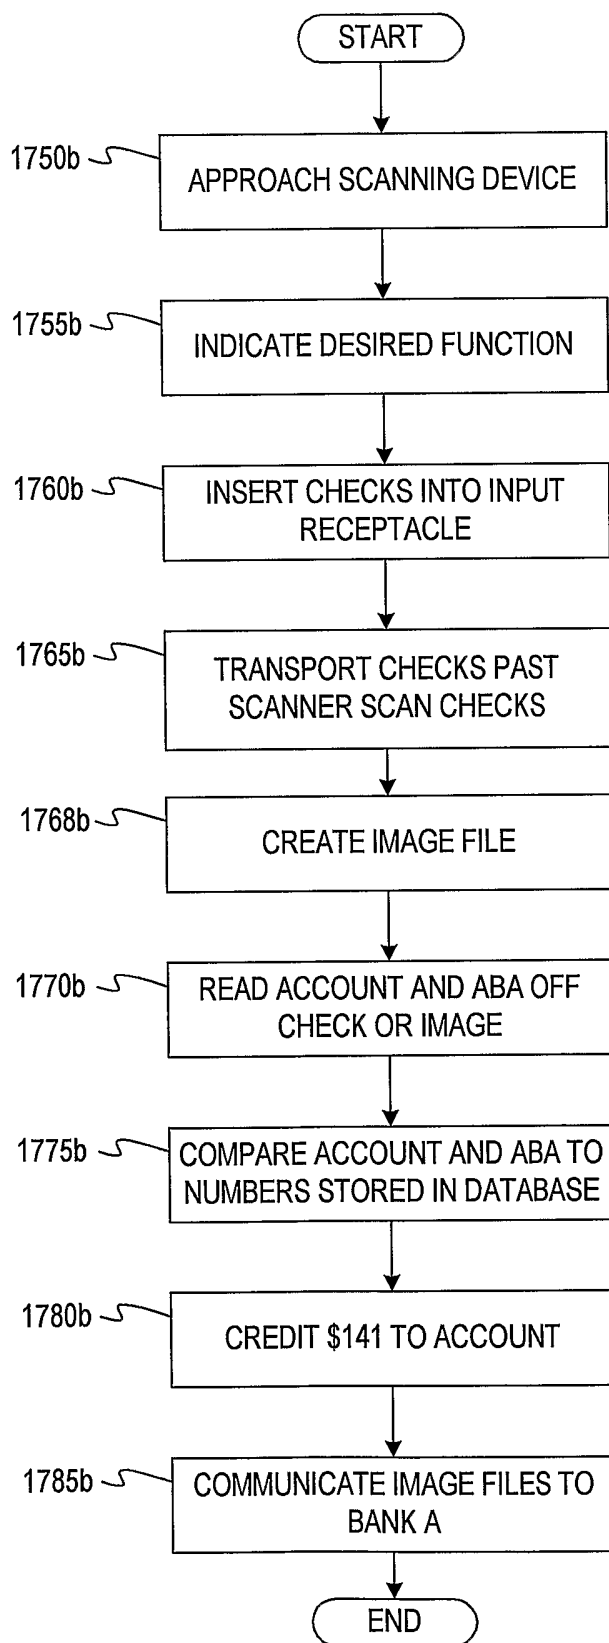 START
1750b
APPROACH SCANNING DEVICE
1755b
INDICATE DESIRED FUNCTION
1760b
INSERT CHECKS INTO INPUT
RECEPTACLE
1765b
TRANSPORT CHECKS PAST
SCANNER SCAN CHECKS
1768b
CREATE IMAGE FILE
1770b
READ ACCOUNT AND ABA OFF
CHECK OR IMAGE
1775b
COMPARE ACCOUNT AND ABA TO
NUMBERS STORED IN DATABASE
1780b
CREDIT $141 TO ACCOUNT
1785b
COMMUNICATE IMAGE FILES TO
BANK A
END